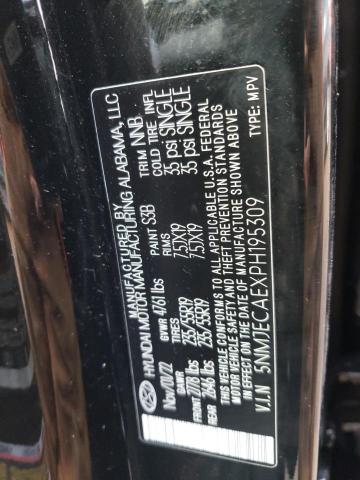 MANUFACTURED BY
HYUNDAI MOTOR MANUFACTURING ALABAMA, LLC
Nov/10/22 GVWR 4761 lbs PAINT S3B TRIM NNB
GAWR TIRES RIMS COLD TIRE INFL
FRONT 2778 lbs 235/55R19 7.5JX19 35 psi SINGLE
REAR 2646 lbs 235/55R19 7.5JX19 35 psi SINGLE
THIS VEHICLE CONFORMS TO ALL APPLICABLE U.S.A. FEDERAL
MOTOR VEHICLE SAFETY AND THEFT PREVENTION STANDARDS
IN EFFECT ON THE DATE OF MANUFACTURE SHOWN ABOVE
V.I.N 5NMJECAEXPH195309 TYPE: MPV